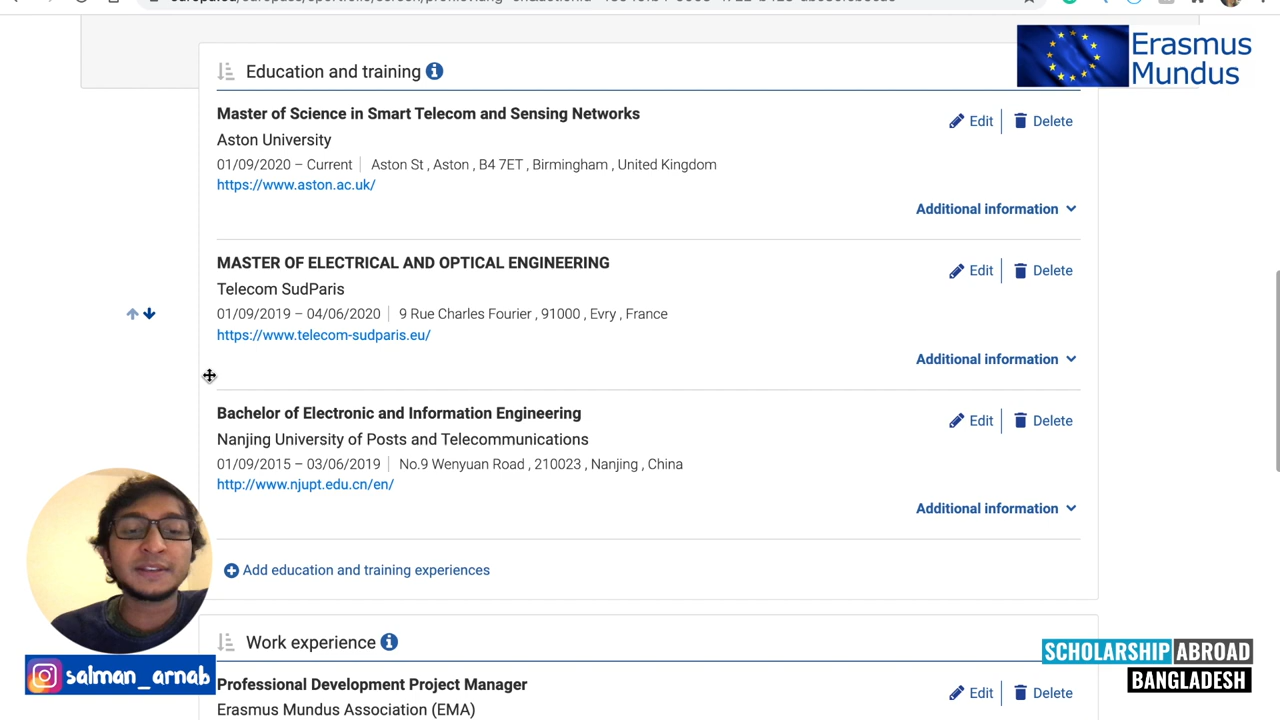 Education and training
Erasmus
Mundus
Master of Science in Smart Telecom and Sensing Networks
Edit
Delete
Aston University
01/09/2020 – Current
Aston St , Aston , B4 7ET , Birmingham , United Kingdom
https://www.aston.ac.uk/
Additional information
MASTER OF ELECTRICAL AND OPTICAL ENGINEERING
Edit
Delete
Telecom SudParis
01/09/2019 – 04/06/2020
9 Rue Charles Fourier , 91000 , Evry , France
https://www.telecom-sudparis.eu/
Additional information
Bachelor of Electronic and Information Engineering
Edit
Delete
Nanjing University of Posts and Telecommunications
01/09/2015 – 03/06/2019
No.9 Wenyuan Road , 210023 , Nanjing , China
http://www.njupt.edu.cn/en/
Additional information
Add education and training experiences
Work experience
SCHOLARSHIP ABROAD
BANGLADESH
salman_arnab
Professional Development Project Manager
Edit
Delete
Erasmus Mundus Association (EMA)